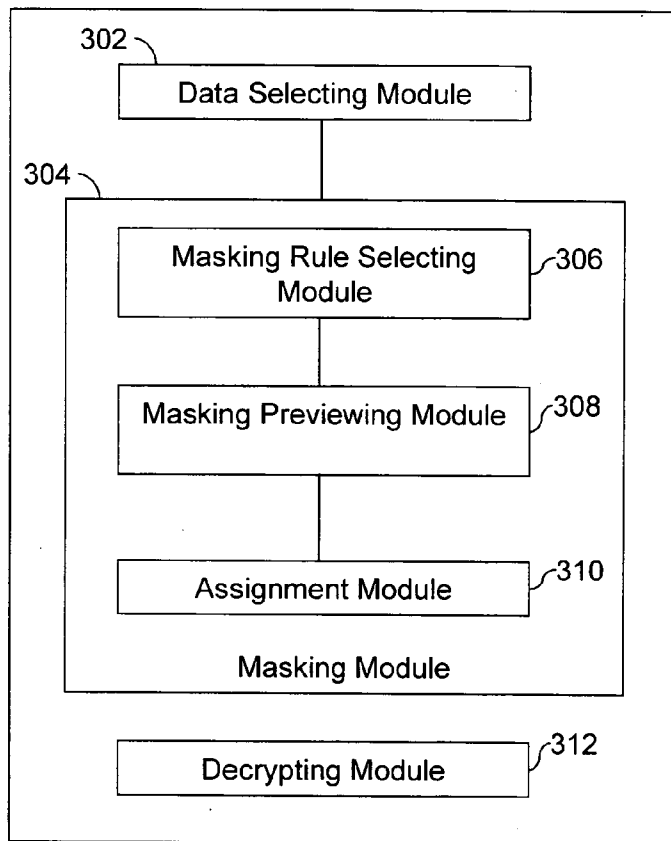 302
Data Selecting Module
304
Masking Rule Selecting
Module
306
Masking Previewing Module
308
Assignment Module
310
Masking Module
312
Decrypting Module